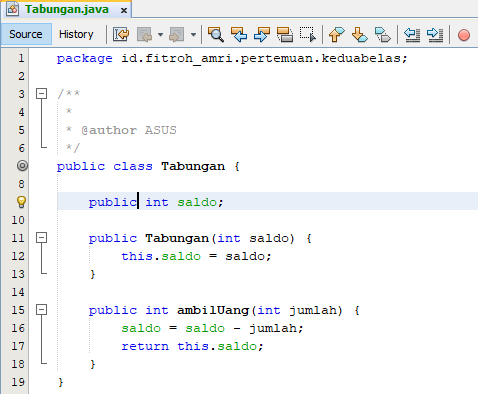 Tabungan.java x
Source History
1 package id.fitroh_amri.pertemuan.keduabelas;
2
3 /**
4 *
5 * @author ASUS
6 */
public class Tabungan {
8
public int saldo;
10
11 public Tabungan(int saldo) {
12 this.saldo = saldo;
13 }
14
15 public int ambilUang(int jumlah) {
16 saldo = saldo - jumlah;
17 return this.saldo;
18 }
19 }